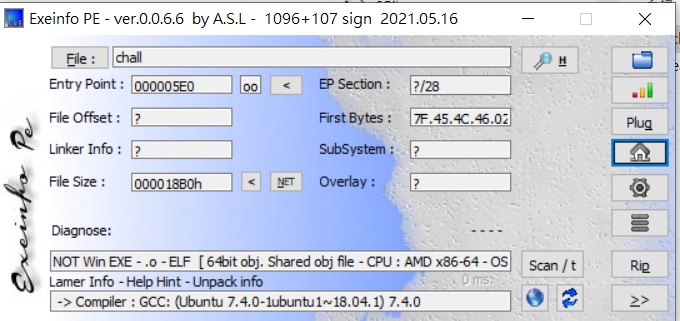 Exeinfo PE - ver.0.0.6.6 by A.S.L - 1096+107 sign 2021.05.16
File : chall H
Entry Point : 000005E0 oo < EP Section : ?/28
File Offset : ? First Bytes : 7F.45.4C.46.02 Plug
Linker Info : ? SubSystem : ?
File Size : 000018B0h < NET Overlay : ?
Exeinfo Pe
Diagnose: ----
NOT Win EXE - .o - ELF [ 64bit obj. Shared obj file - CPU : AMD x86-64 - OS Scan / t Rip
Lamer Info - Help Hint - Unpack info 0 ms.
-> Compiler : GCC: (Ubuntu 7.4.0-1ubuntu1~18.04.1) 7.4.0 >>